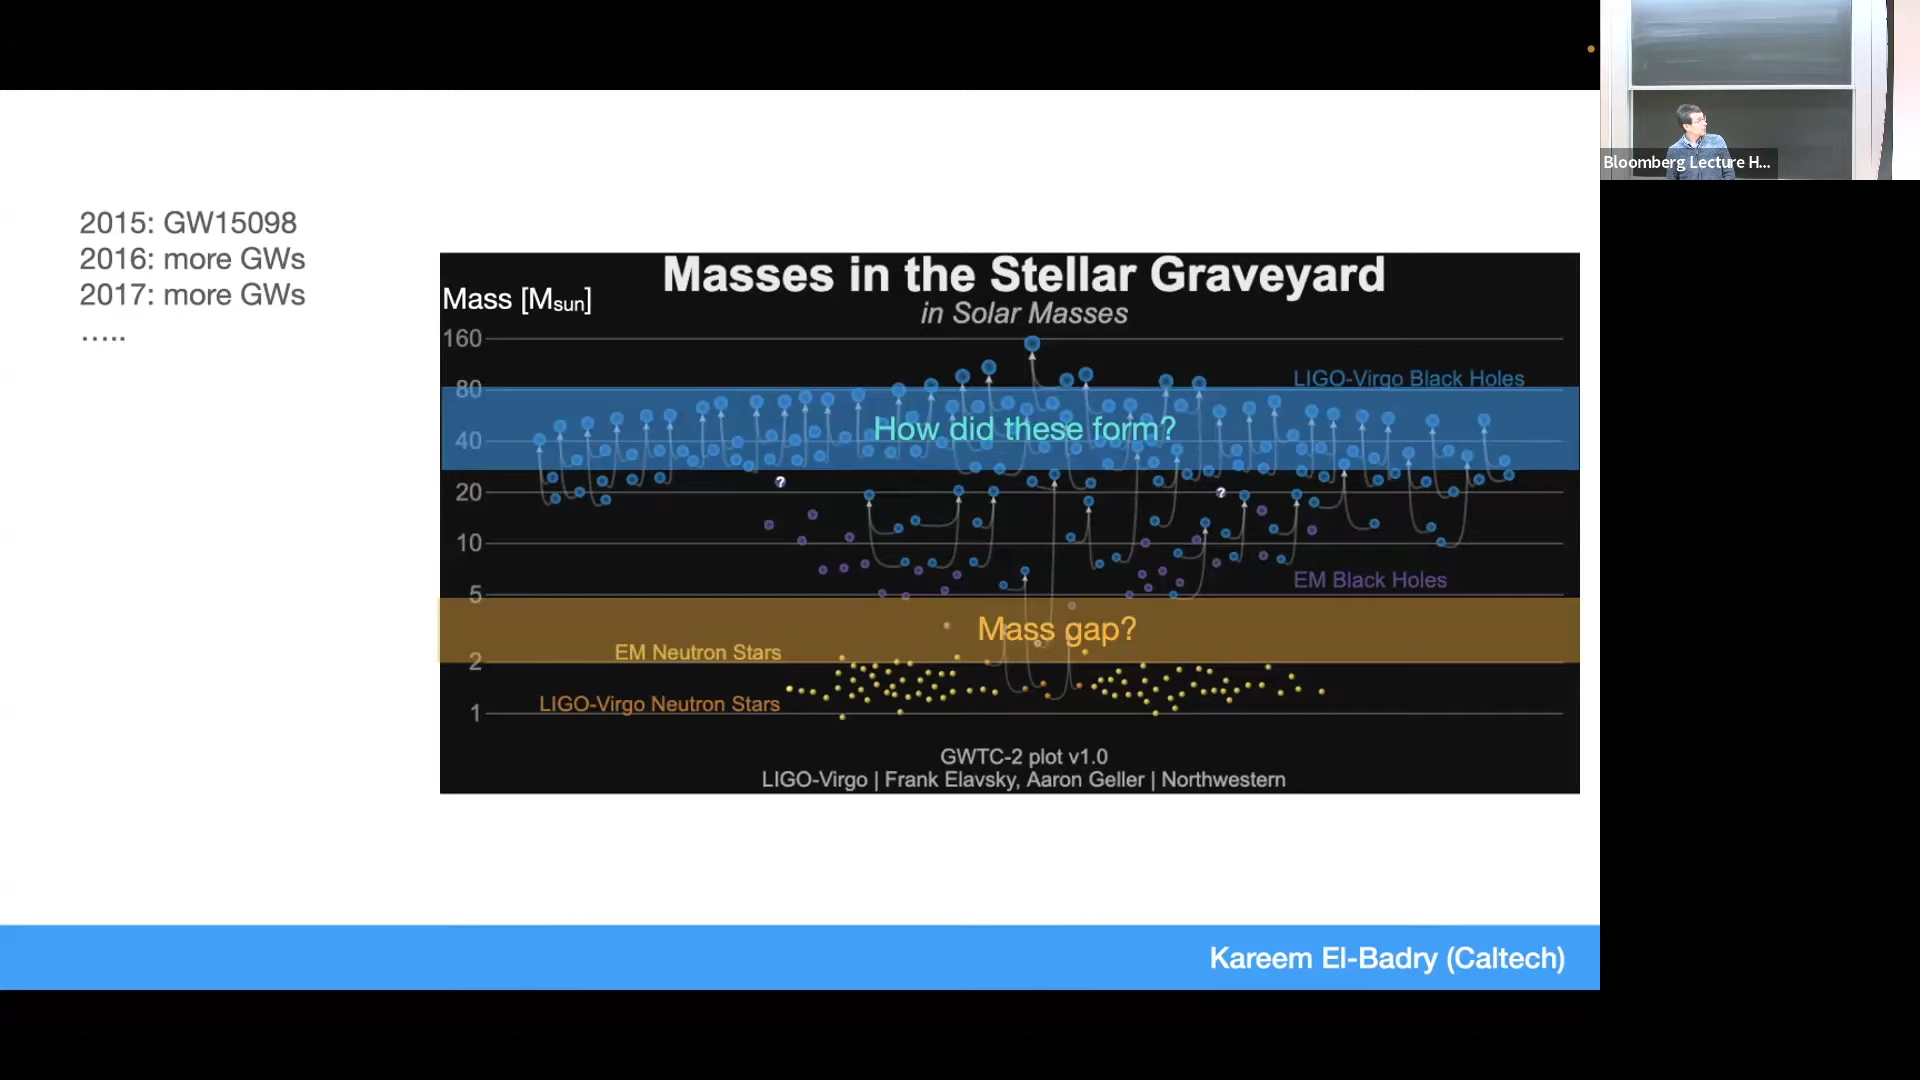 Bloomberg Lecture H...
2015: GW15098
2016: more GWs
2017: more GWs
.....
Masses in the Stellar Graveyard
in Solar Masses
Mass [Msun]
160
80
40
20
10
5
2
1
LIGO-Virgo Black Holes
How did these form?
?
?
EM Black Holes
Mass gap?
EM Neutron Stars
LIGO-Virgo Neutron Stars
GWTC-2 plot v1.0
LIGO-Virgo | Frank Elavsky, Aaron Geller | Northwestern
Kareem El-Badry (Caltech)